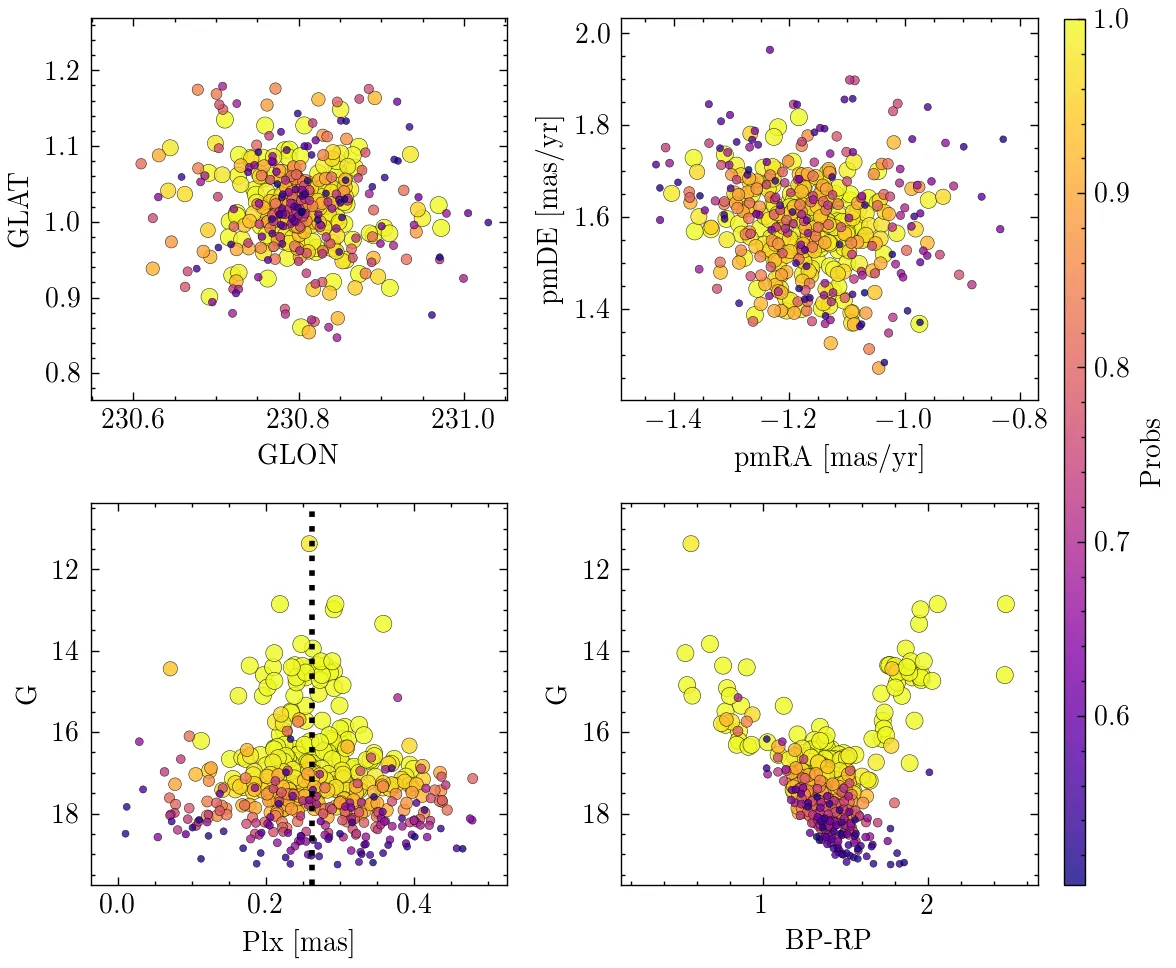 1.2
1.1
1.0
0.9
0.8
GLAT
230.6 230.8 231.0
GLON
2.0
1.8
1.6
1.4
pmDE [mas/yr]
−1.4 −1.2 −1.0 −0.8
pmRA [mas/yr]
12
14
16
18
G
0.0 0.2 0.4
Plx [mas]
12
14
16
18
G
1 2
BP-RP
1.0
0.9
0.8
0.7
0.6
Probs